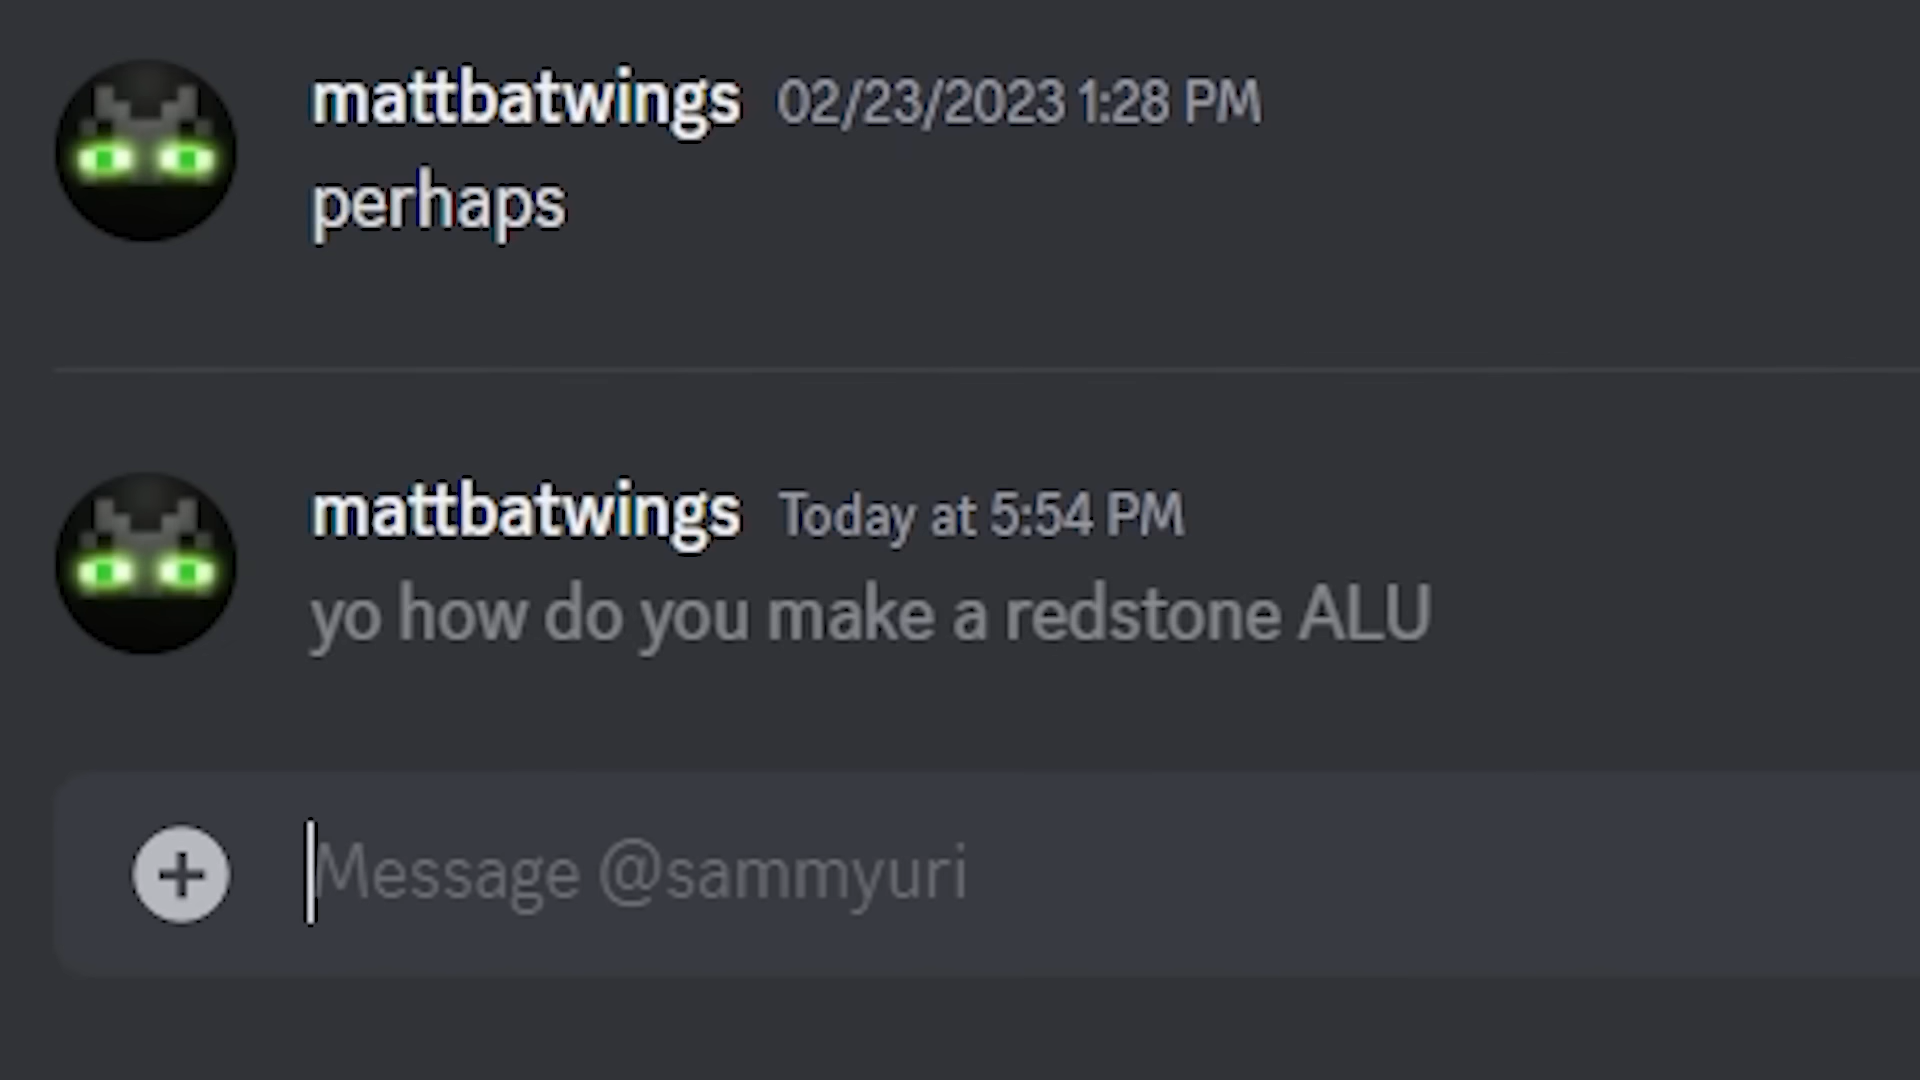 mattbatwings 02/23/2023 1:28 PM
perhaps
mattbatwings Today at 5:54 PM
yo how do you make a redstone ALU
Message @sammyuri